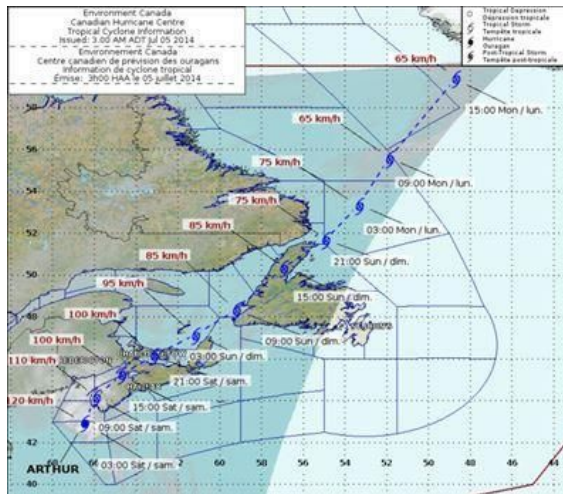 Environment Canada
Canadian Hurricane Centre
Tropical Cyclone Information
Issued: 3.00 AM ADT Jul 05 2014
Environnement Canada
Centre canadien de prévision des ouragans
Information de cyclone tropical
Émise: 3h00 HAA le 05 juillet 2014
Tropical Depression
Dépression tropicale
Tropical Storm
Tempête tropicale
Hurricane
Ouragan
Post-Tropical Storm
Tempête post-tropicale
65 km/h
15:00 Mon / lun.
58
65 km/h
56
75 km/h
09:00 Mon / lun.
54
75 km/h
03:00 Mon / lun.
52
85 km/h
21:00 Sun / dim.
85 km/h
50
95 km/h
15:00 Sun / dim.
48
100 km/h
09:00 Sun / dim.
100 km/h
03:00 Sun / dim.
110 km/h
21:00 Sat / sam.
120 km/h
15:00 Sat / sam.
09:00 Sat / sam.
42
ARTHUR
03:00 Sat / sam.
40
66 64 62 60 58 56 54 52 50 48 46 44